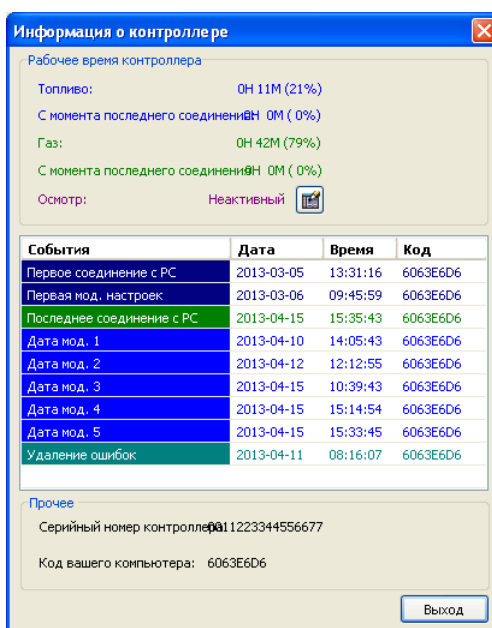 Информация о контроллере
Рабочее время контроллера
Топливо: 0H 11M (21%)
С момента последнего соединения: 0H 0M ( 0%)
Газ: 0H 42M (79%)
С момента последнего соединения: 0H 0M ( 0%)
Осмотр: Неактивный
События Дата Время Код
Первое соединение с PC 2013-03-05 13:31:16 6063E6D6
Первая мод. настроек 2013-03-06 09:45:59 6063E6D6
Последнее соединение с PC 2013-04-15 15:35:43 6063E6D6
Дата мод. 1 2013-04-10 14:05:43 6063E6D6
Дата мод. 2 2013-04-12 12:12:55 6063E6D6
Дата мод. 3 2013-04-15 10:39:43 6063E6D6
Дата мод. 4 2013-04-15 15:14:54 6063E6D6
Дата мод. 5 2013-04-15 15:33:45 6063E6D6
Удаление ошибок 2013-04-11 08:16:07 6063E6D6
Прочее
Серийный номер контроллера: 0011223344556677
Код вашего компьютера: 6063E6D6
Выход